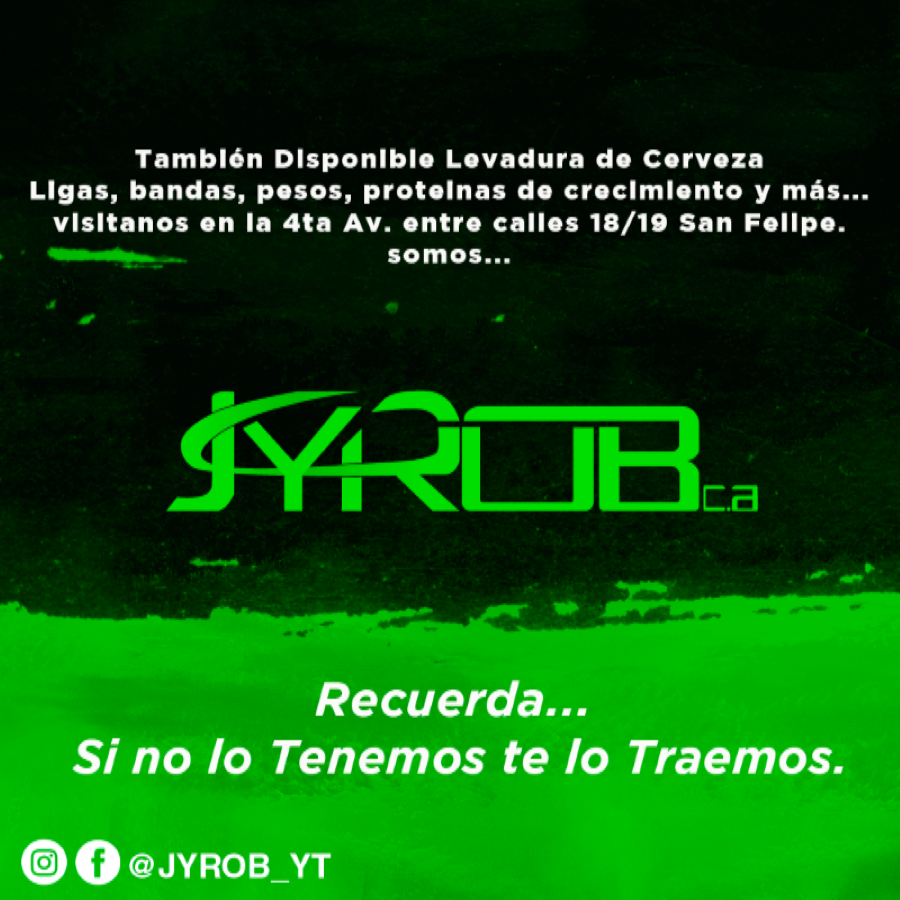 También Disponible Levadura de Cerveza
Ligas, bandas, pesos, proteinas de crecimiento y más...
visitanos en la 4ta Av. entre calles 18/19 San Felipe.
somos...
JYROB c.a
Recuerda...
Si no lo Tenemos te lo Traemos.
@JYROB_YT